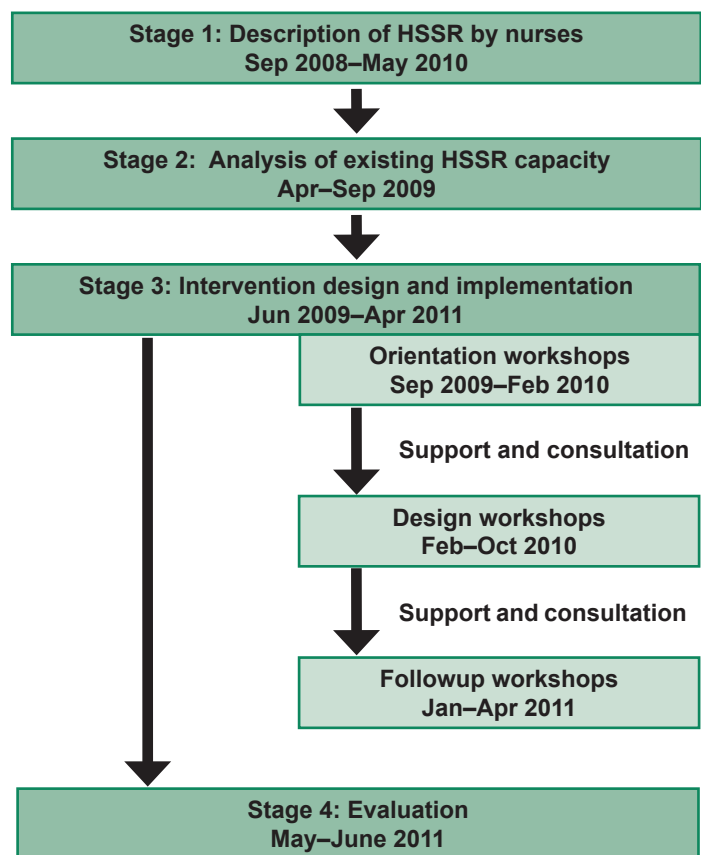 Stage 1: Description of HSSR by nurses
Sep 2008–May 2010
Stage 2:  Analysis of existing HSSR capacity
Apr–Sep 2009
Stage 3: Intervention design and implementation
Jun 2009–Apr 2011
Orientation workshops
Sep 2009–Feb 2010
Support and consultation
Design workshops
Feb–Oct 2010
Support and consultation
Followup workshops
Jan–Apr 2011
Stage 4: Evaluation
May–June 2011